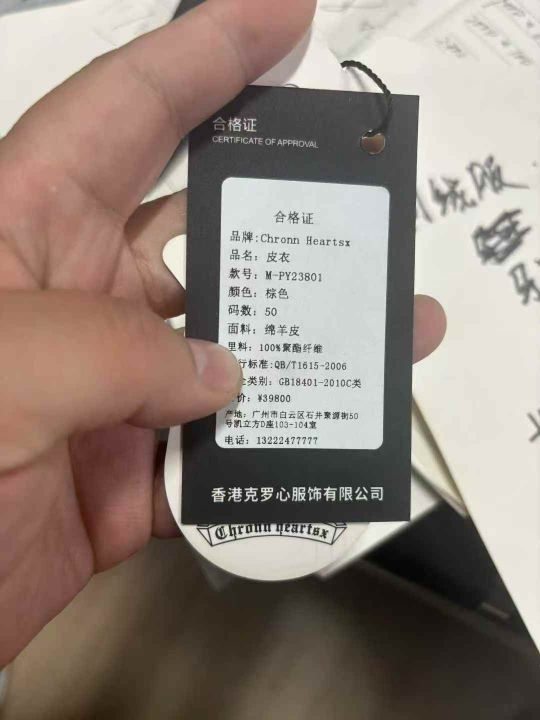 合格证
CERTIFICATE OF APPROVAL
合格证
品牌:Chronn Heartsx
品名：皮衣
款号：M-PY23801
颜色：棕色
码数：50
面料：绵羊皮
里料：100%聚酯纤维
行标准:QB/T1615-2006
类别：GB18401-2010C类
价：¥39800
产地：广州市白云区石井聚源街50
号凯立方D座103-104室
电话：13222477777
香港克罗心服饰有限公司
Chronn heartsx
线版